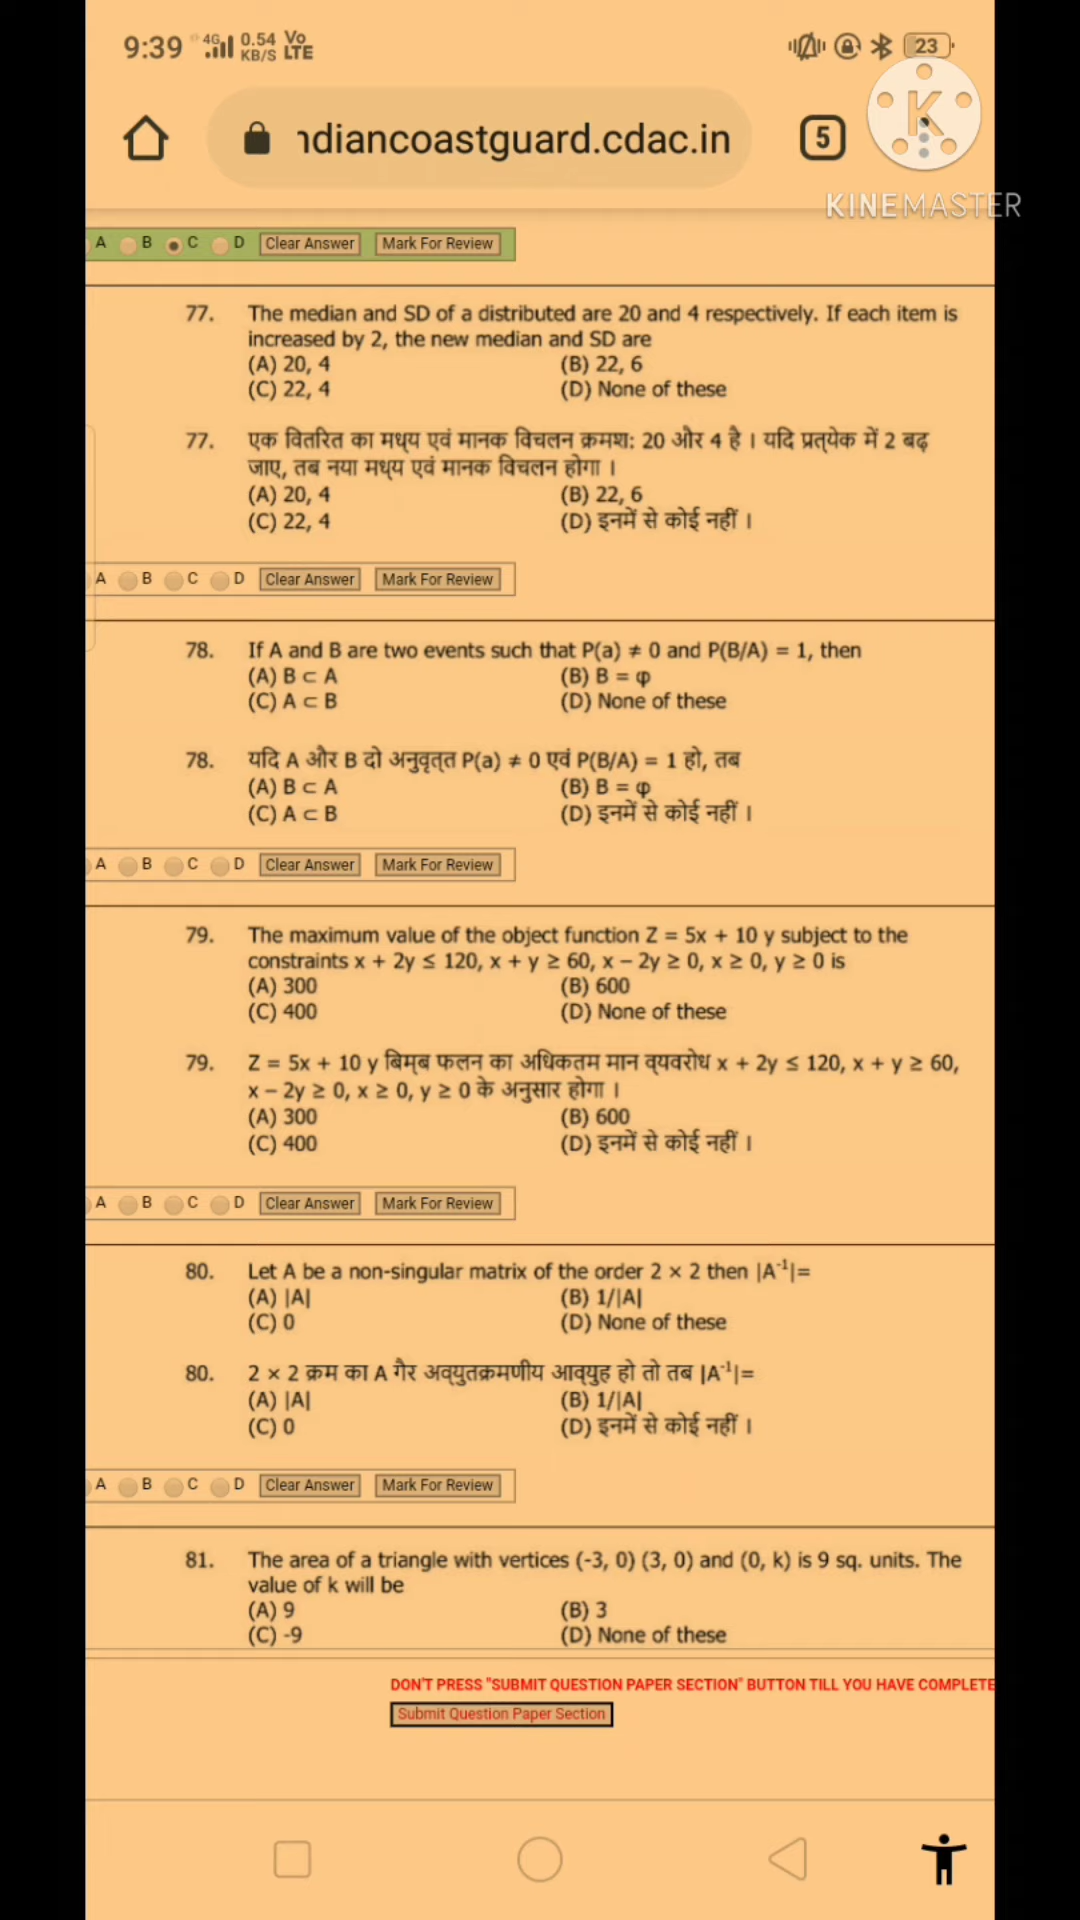 9:39 4G 0.54 KB/S Vo LTE 23
ndiancoastguard.cdac.in 5
K
KINEMASTER
A B C D Clear Answer Mark For Review
77. The median and SD of a distributed are 20 and 4 respectively. If each item is
increased by 2, the new median and SD are
(A) 20, 4 (B) 22, 6
(C) 22, 4 (D) None of these
77. एक वितरित का मध्य एवं मानक विचलन क्रमश: 20 और 4 है । यदि प्रत्येक में 2 बढ़
जाए, तब नया मध्य एवं मानक विचलन होगा ।
(A) 20, 4 (B) 22, 6
(C) 22, 4 (D) इनमें से कोई नहीं ।
A B C D Clear Answer Mark For Review
78. If A and B are two events such that P(a) ≠ 0 and P(B/A) = 1, then
(A) B ⊂ A (B) B = φ
(C) A ⊂ B (D) None of these
78. यदि A और B दो अनुवृत्त P(a) ≠ 0 एवं P(B/A) = 1 हो, तब
(A) B ⊂ A (B) B = φ
(C) A ⊂ B (D) इनमें से कोई नहीं ।
A B C D Clear Answer Mark For Review
79. The maximum value of the object function Z = 5x + 10 y subject to the
constraints x + 2y ≤ 120, x + y ≥ 60, x – 2y ≥ 0, x ≥ 0, y ≥ 0 is
(A) 300 (B) 600
(C) 400 (D) None of these
79. Z = 5x + 10 y बिम्ब फलन का अधिकतम मान व्यवरोध x + 2y ≤ 120, x + y ≥ 60,
x – 2y ≥ 0, x ≥ 0, y ≥ 0 के अनुसार होगा ।
(A) 300 (B) 600
(C) 400 (D) इनमें से कोई नहीं ।
A B C D Clear Answer Mark For Review
80. Let A be a non-singular matrix of the order 2 × 2 then |A⁻¹|=
(A) |A| (B) 1/|A|
(C) 0 (D) None of these
80. 2 × 2 क्रम का A गैर अव्युतक्रमणीय आव्युह हो तो तब |A⁻¹|=
(A) |A| (B) 1/|A|
(C) 0 (D) इनमें से कोई नहीं ।
A B C D Clear Answer Mark For Review
81. The area of a triangle with vertices (-3, 0) (3, 0) and (0, k) is 9 sq. units. The
value of k will be
(A) 9 (B) 3
(C) -9 (D) None of these
DON'T PRESS "SUBMIT QUESTION PAPER SECTION" BUTTON TILL YOU HAVE COMPLETE
Submit Question Paper Section